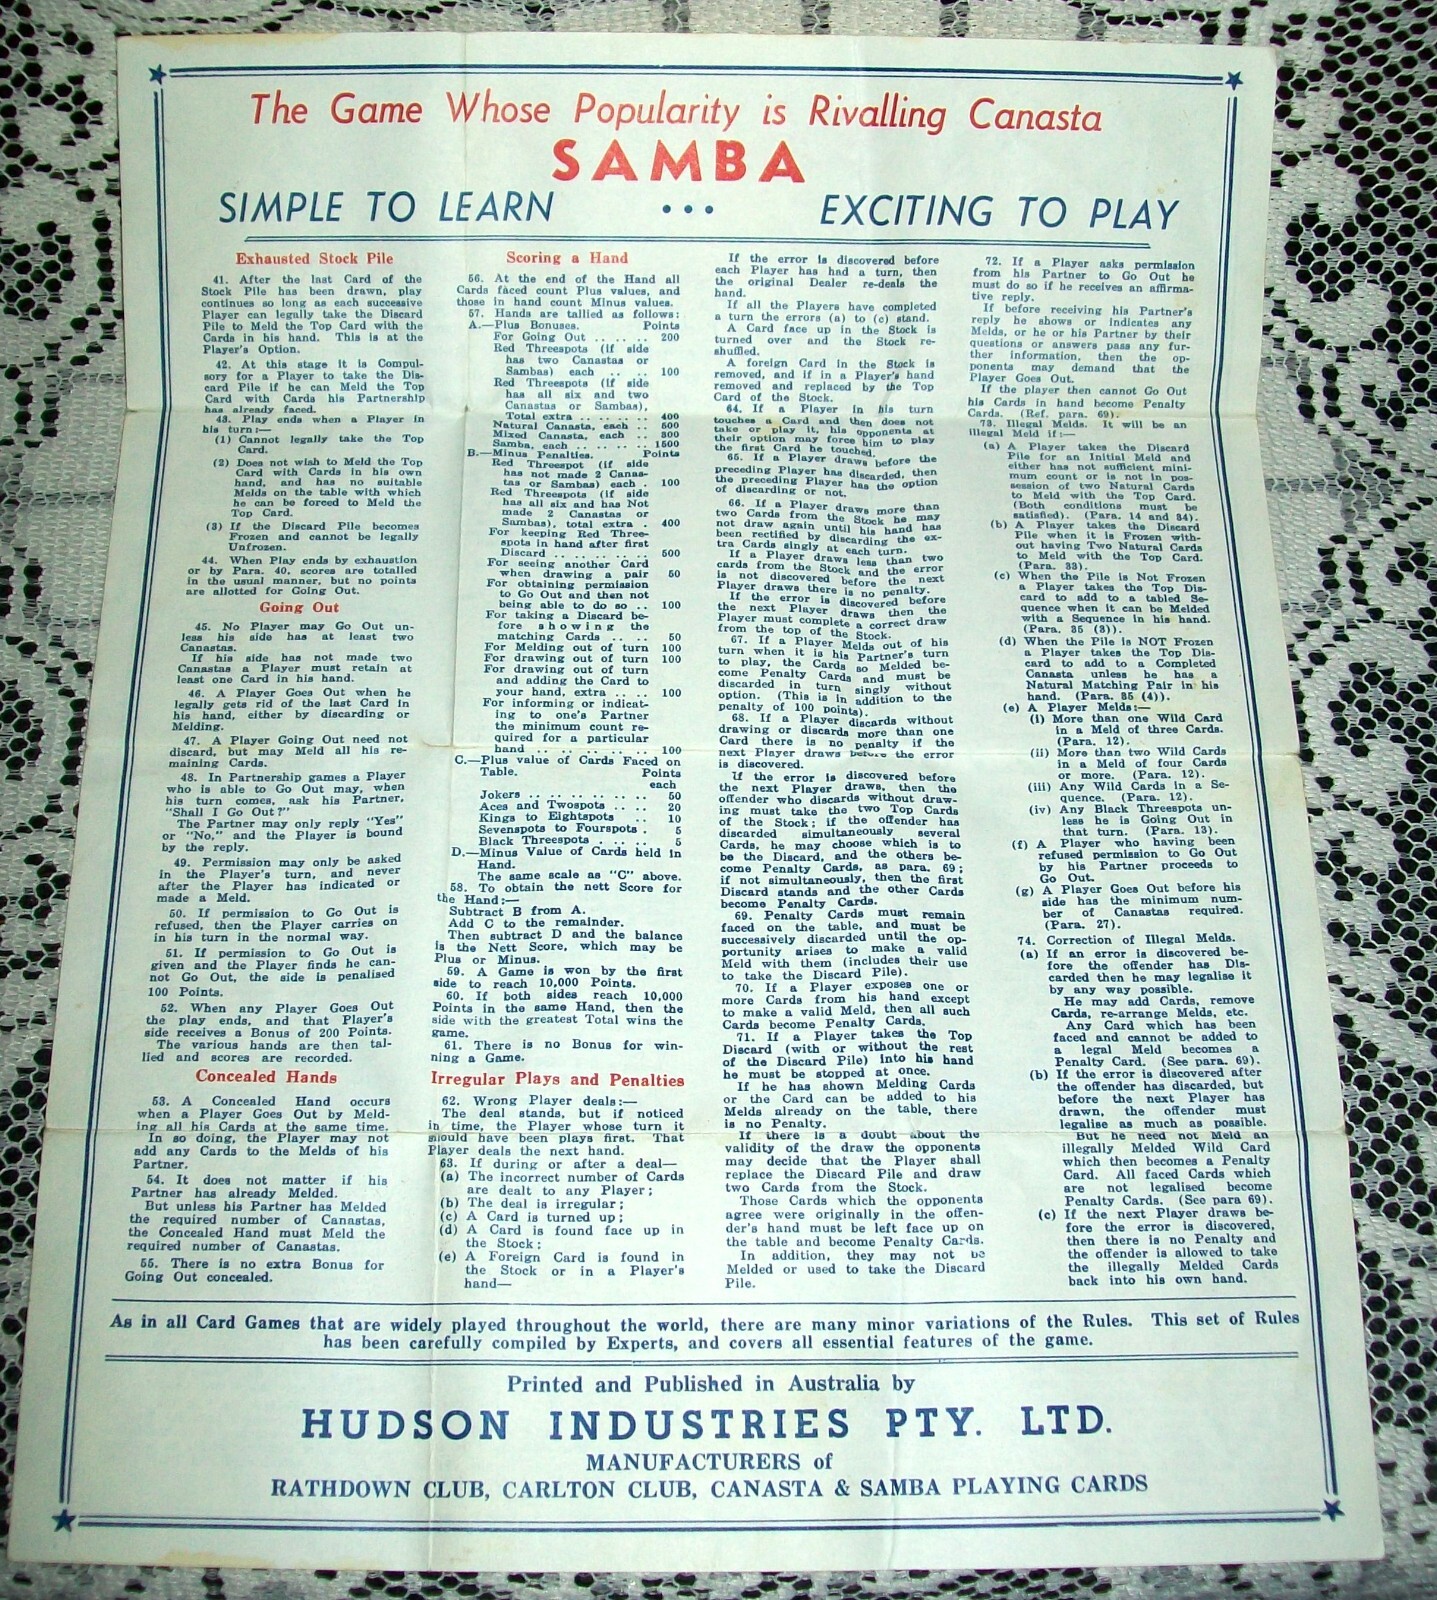 The Game Whose Popularity is Rivalling Canasta
SAMBA
SIMPLE TO LEARN ... EXCITING TO PLAY
Exhausted Stock Pile
41. After the last Card of the
Stock Pile has been drawn, play
continues so long as each successive
Player can legally take the Discard
Pile to Meld the Top Card with the
Cards in his hand. This is at the
Player's Option.
42. At this stage it is Compul-
sory for a Player to take the Dis-
card Pile if he can Meld the Top
Card with Cards his Partnership
has already faced.
43. Play ends when a Player in
his turn:—
(1) Cannot legally take the Top
Card.
(2) Does not wish to Meld the Top
Card with Cards in his own
hand, and has no suitable
Melds on the table with which
he can be forced to Meld the
Top Card.
(3) If the Discard Pile becomes
Frozen and cannot be legally
Unfrozen.
44. When Play ends by exhaustion
or by Para. 40, scores are totalled
in the usual manner, but no points
are allotted for Going Out.
Going Out
45. No Player may Go Out un-
less his side has at least two
Canastas.
If his side has not made two
Canastas a Player must retain at
least one Card in his hand.
46. A Player Goes Out when he
legally gets rid of the last Card in
his hand, either by discarding or
Melding.
47. A Player Going Out need not
discard, but may Meld all his re-
maining Cards.
48. In Partnership games a Player
who is able to Go Out may, when
his turn comes, ask his Partner,
"Shall I Go Out?"
The Partner may only reply "Yes"
or "No," and the Player is bound
by the reply.
49. Permission may only be asked
in the Player's turn, and never
after the Player has indicated or
made a Meld.
50. If permission to Go Out is
refused, then the Player carries on
in his turn in the normal way.
51. If permission to Go Out is
given and the Player finds he can-
not Go Out, the side is penalised
100 Points.
52. When any Player Goes Out
the play ends, and that Player's
side receives a Bonus of 200 Points.
The various hands are then tal-
lied and scores are recorded.
Concealed Hands
53. A Concealed Hand occurs
when a Player Goes Out by Meld-
ing all his Cards at the same time.
In so doing, the Player may not
add any Cards to the Melds of his
Partner.
54. It does not matter if his
Partner has already Melded.
But unless his Partner has Melded
the required number of Canastas,
the Concealed Hand must Meld the
required number of Canastas.
55. There is no extra Bonus for
Going Out concealed.
Scoring a Hand
56. At the end of the Hand all
Cards faced count Plus values, and
those in hand count Minus values.
57. Hands are tallied as follows:
A.—Plus Bonuses. Points
For Going Out ...... 200
Red Threespots (if side
has two Canastas or
Sambas) each .. .. 100
Red Threespots (if side
has all six and two
Canastas or Sambas),
Total extra ........ 400
Natural Canasta, each .. 500
Mixed Canasta, each .. 300
Samba, each ........ 1500
B.—Minus Penalties. Points
Red Threespot (if side
has not made 2 Canas-
tas or Sambas) each . 100
Red Threespots (if side
has all six and has Not
made 2 Canastas or
Sambas), total extra . 400
For keeping Red Three-
spots in hand after first
Discard .......... 500
For seeing another Card
when drawing a pair 50
For obtaining permission
to Go Out and then not
being able to do so .. 100
For taking a Discard be-
fore showing the
matching Cards .. .. 50
For Melding out of turn 100
For drawing out of turn 100
For drawing out of turn
and adding the Card to
your hand, extra .... 100
For informing or indicat-
ing to one's Partner
the minimum count re-
quired for a particular
hand .......... 100
C.—Plus value of Cards Faced on
Table. Points
each
Jokers .......... 50
Aces and Twospots .. .. 20
Kings to Eightspots .. 10
Sevenspots to Fourspots . 5
Black Threespots .. .. 5
D.—Minus Value of Cards held in
Hand.
The same scale as "C" above.
58. To obtain the nett Score for
the Hand:—
Subtract B from A.
Add C to the remainder.
Then subtract D and the balance
is the Nett Score, which may be
Plus or Minus.
59. A Game is won by the first
side to reach 10,000 Points.
60. If both sides reach 10,000
Points in the same Hand, then the
side with the greatest Total wins the
game.
61. There is no Bonus for win-
ning a Game.
Irregular Plays and Penalties
62. Wrong Player deals:—
The deal stands, but if noticed
in time, the Player whose turn it
should have been plays first. That
Player deals the next hand.
63. If during or after a deal—
(a) The incorrect number of Cards
are dealt to any Player;
(b) The deal is irregular;
(c) A Card is turned up;
(d) A Card is found face up in
the Stock;
(e) A Foreign Card is found in
the Stock or in a Player's
hand—
If the error is discovered before
each Player has had a turn, then
the original Dealer re-deals the
hand.
If all the Players have completed
a turn the errors (a) to (c) stand.
A Card face up in the Stock is
turned over and the Stock re-
shuffled.
A foreign Card in the Stock is
removed, and if in a Player's hand
removed and replaced by the Top
Card of the Stock.
64. If a Player in his turn
touches a Card and then does not
take or play it, his opponents at
their option may force him to play
the first Card he touched.
65. If a Player draws before the
preceding Player has discarded, then
the preceding Player has the option
of discarding or not.
66. If a Player draws more than
two Cards from the Stock he may
not draw again until his hand has
been rectified by discarding the ex-
tra Cards singly at each turn.
If a Player draws less than two
cards from the Stock and the error
is not discovered before the next
Player draws there is no penalty.
If the error is discovered before
the next Player draws then the
Player must complete a correct draw
from the top of the Stock.
67. If a Player Melds out of his
turn when it is his Partner's turn
to play, the Cards so Melded be-
come Penalty Cards and must be
discarded in turn singly without
option. (This is in addition to the
penalty of 100 points).
68. If a Player discards without
drawing or discards more than one
Card there is no penalty if the
next Player draws before the error
is discovered.
If the error is discovered before
the next Player draws, then the
offender who discards without draw-
ing must take the two Top Cards
of the Stock; if the offender has
discarded simultaneously several
Cards, he may choose which is to
be the Discard, and the others be-
come Penalty Cards, as para. 69;
if not simultaneously, then the first
Discard stands and the other Cards
become Penalty Cards.
69. Penalty Cards must remain
faced on the table, and must be
successively discarded until the op-
portunity arises to make a valid
Meld with them (includes their use
to take the Discard Pile).
70. If a Player exposes one or
more Cards from his hand except
to make a valid Meld, then all such
Cards become Penalty Cards.
71. If a Player takes the Top
Discard (with or without the rest
of the Discard Pile) into his hand
he must be stopped at once.
If he has shown Melding Cards
or the Card can be added to his
Melds already on the table, there
is no Penalty.
If there is a doubt about the
validity of the draw the opponents
may decide that the Player shall
replace the Discard Pile and draw
two Cards from the Stock.
Those Cards which the opponents
agree were originally in the offen-
der's hand must be left face up on
the table and become Penalty Cards.
In addition, they may not be
Melded or used to take the Discard
Pile.
72. If a Player asks permission
from his Partner to Go Out he
must do so if he receives an affirma-
tive reply.
If before receiving his Partner's
reply he shows or indicates any
Melds, or he or his Partner by their
questions or answers pass any fur-
ther information, then the op-
ponents may demand that the
Player Goes Out.
If the player then cannot Go Out
his Cards in hand become Penalty
Cards. (Ref. para. 69).
73. Illegal Melds. It will be an
illegal Meld if:—
(a) A Player takes the Discard
Pile for an Initial Meld and
either has not sufficient mini-
mum count or is not in pos-
session of two Natural Cards
to Meld with the Top Card.
(Both conditions must be
satisfied). (Para. 14 and 34).
(b) A Player takes the Discard
Pile when it is Frozen with-
out having Two Natural Cards
to Meld with the Top Card.
(Para. 33).
(c) When the Pile is Not Frozen
a Player takes the Top Dis-
card to add to a tabled Se-
quence when it can be Melded
with a Sequence in his hand.
(Para. 35 (3)).
(d) When the Pile is NOT Frozen
a Player takes the Top Dis-
card to add to a Completed
Canasta unless he has a
Natural Matching Pair in his
hand. (Para. 35 (4)).
(e) A Player Melds:—
(i) More than one Wild Card
in a Meld of three Cards.
(Para. 12).
(ii) More than two Wild Cards
in a Meld of four Cards
or more. (Para. 12).
(iii) Any Wild Cards in a Se-
quence. (Para. 12).
(iv) Any Black Threespots un-
less he is Going Out in
that turn. (Para. 13).
(f) A Player who having been
refused permission to Go Out
by his Partner proceeds to
Go Out.
(g) A Player Goes Out before his
side has the minimum num-
ber of Canastas required.
(Para. 27).
74. Correction of Illegal Melds.
(a) If an error is discovered be-
fore the offender has Dis-
carded then he may legalise it
by any way possible.
He may add Cards, remove
Cards, re-arrange Melds, etc.
Any Card which has been
faced and cannot be added to
a legal Meld becomes a
Penalty Card. (See para. 69).
(b) If the error is discovered after
the offender has discarded, but
before the next Player has
drawn, the offender must
legalise as much as possible.
But he need not Meld an
illegally Melded Wild Card
which then becomes a Penalty
Card. All faced Cards which
are not legalised become
Penalty Cards. (See para 69).
(c) If the next Player draws be-
fore the error is discovered,
then there is no Penalty and
the offender is allowed to take
the illegally Melded Cards
back into his own hand.
As in all Card Games that are widely played throughout the world, there are many minor variations of the Rules. This set of Rules
has been carefully compiled by Experts, and covers all essential features of the game.
Printed and Published in Australia by
HUDSON INDUSTRIES PTY. LTD.
MANUFACTURERS of
RATHDOWN CLUB, CARLTON CLUB, CANASTA & SAMBA PLAYING CARDS